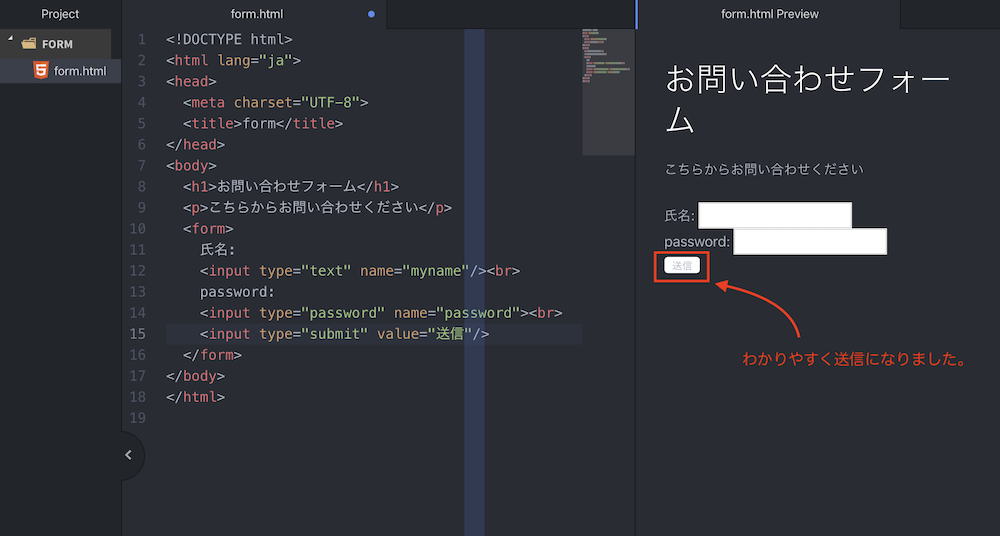 Project
form.html
form.html Preview
FORM
form.html
1 <!DOCTYPE html>
2 <html lang="ja">
3 <head>
4 <meta charset="UTF-8">
5 <title>form</title>
6 </head>
7 <body>
8 <h1>お問い合わせフォーム</h1>
9 <p>こちらからお問い合わせください</p>
10 <form>
11 氏名:
12 <input type="text" name="myname"/><br>
13 password:
14 <input type="password" name="password"><br>
15 <input type="submit" value="送信"/>
16 </form>
17 </body>
18 </html>
19
お問い合わせフォー
ム
こちらからお問い合わせください
氏名:
password:
送信
わかりやすく送信になりました。